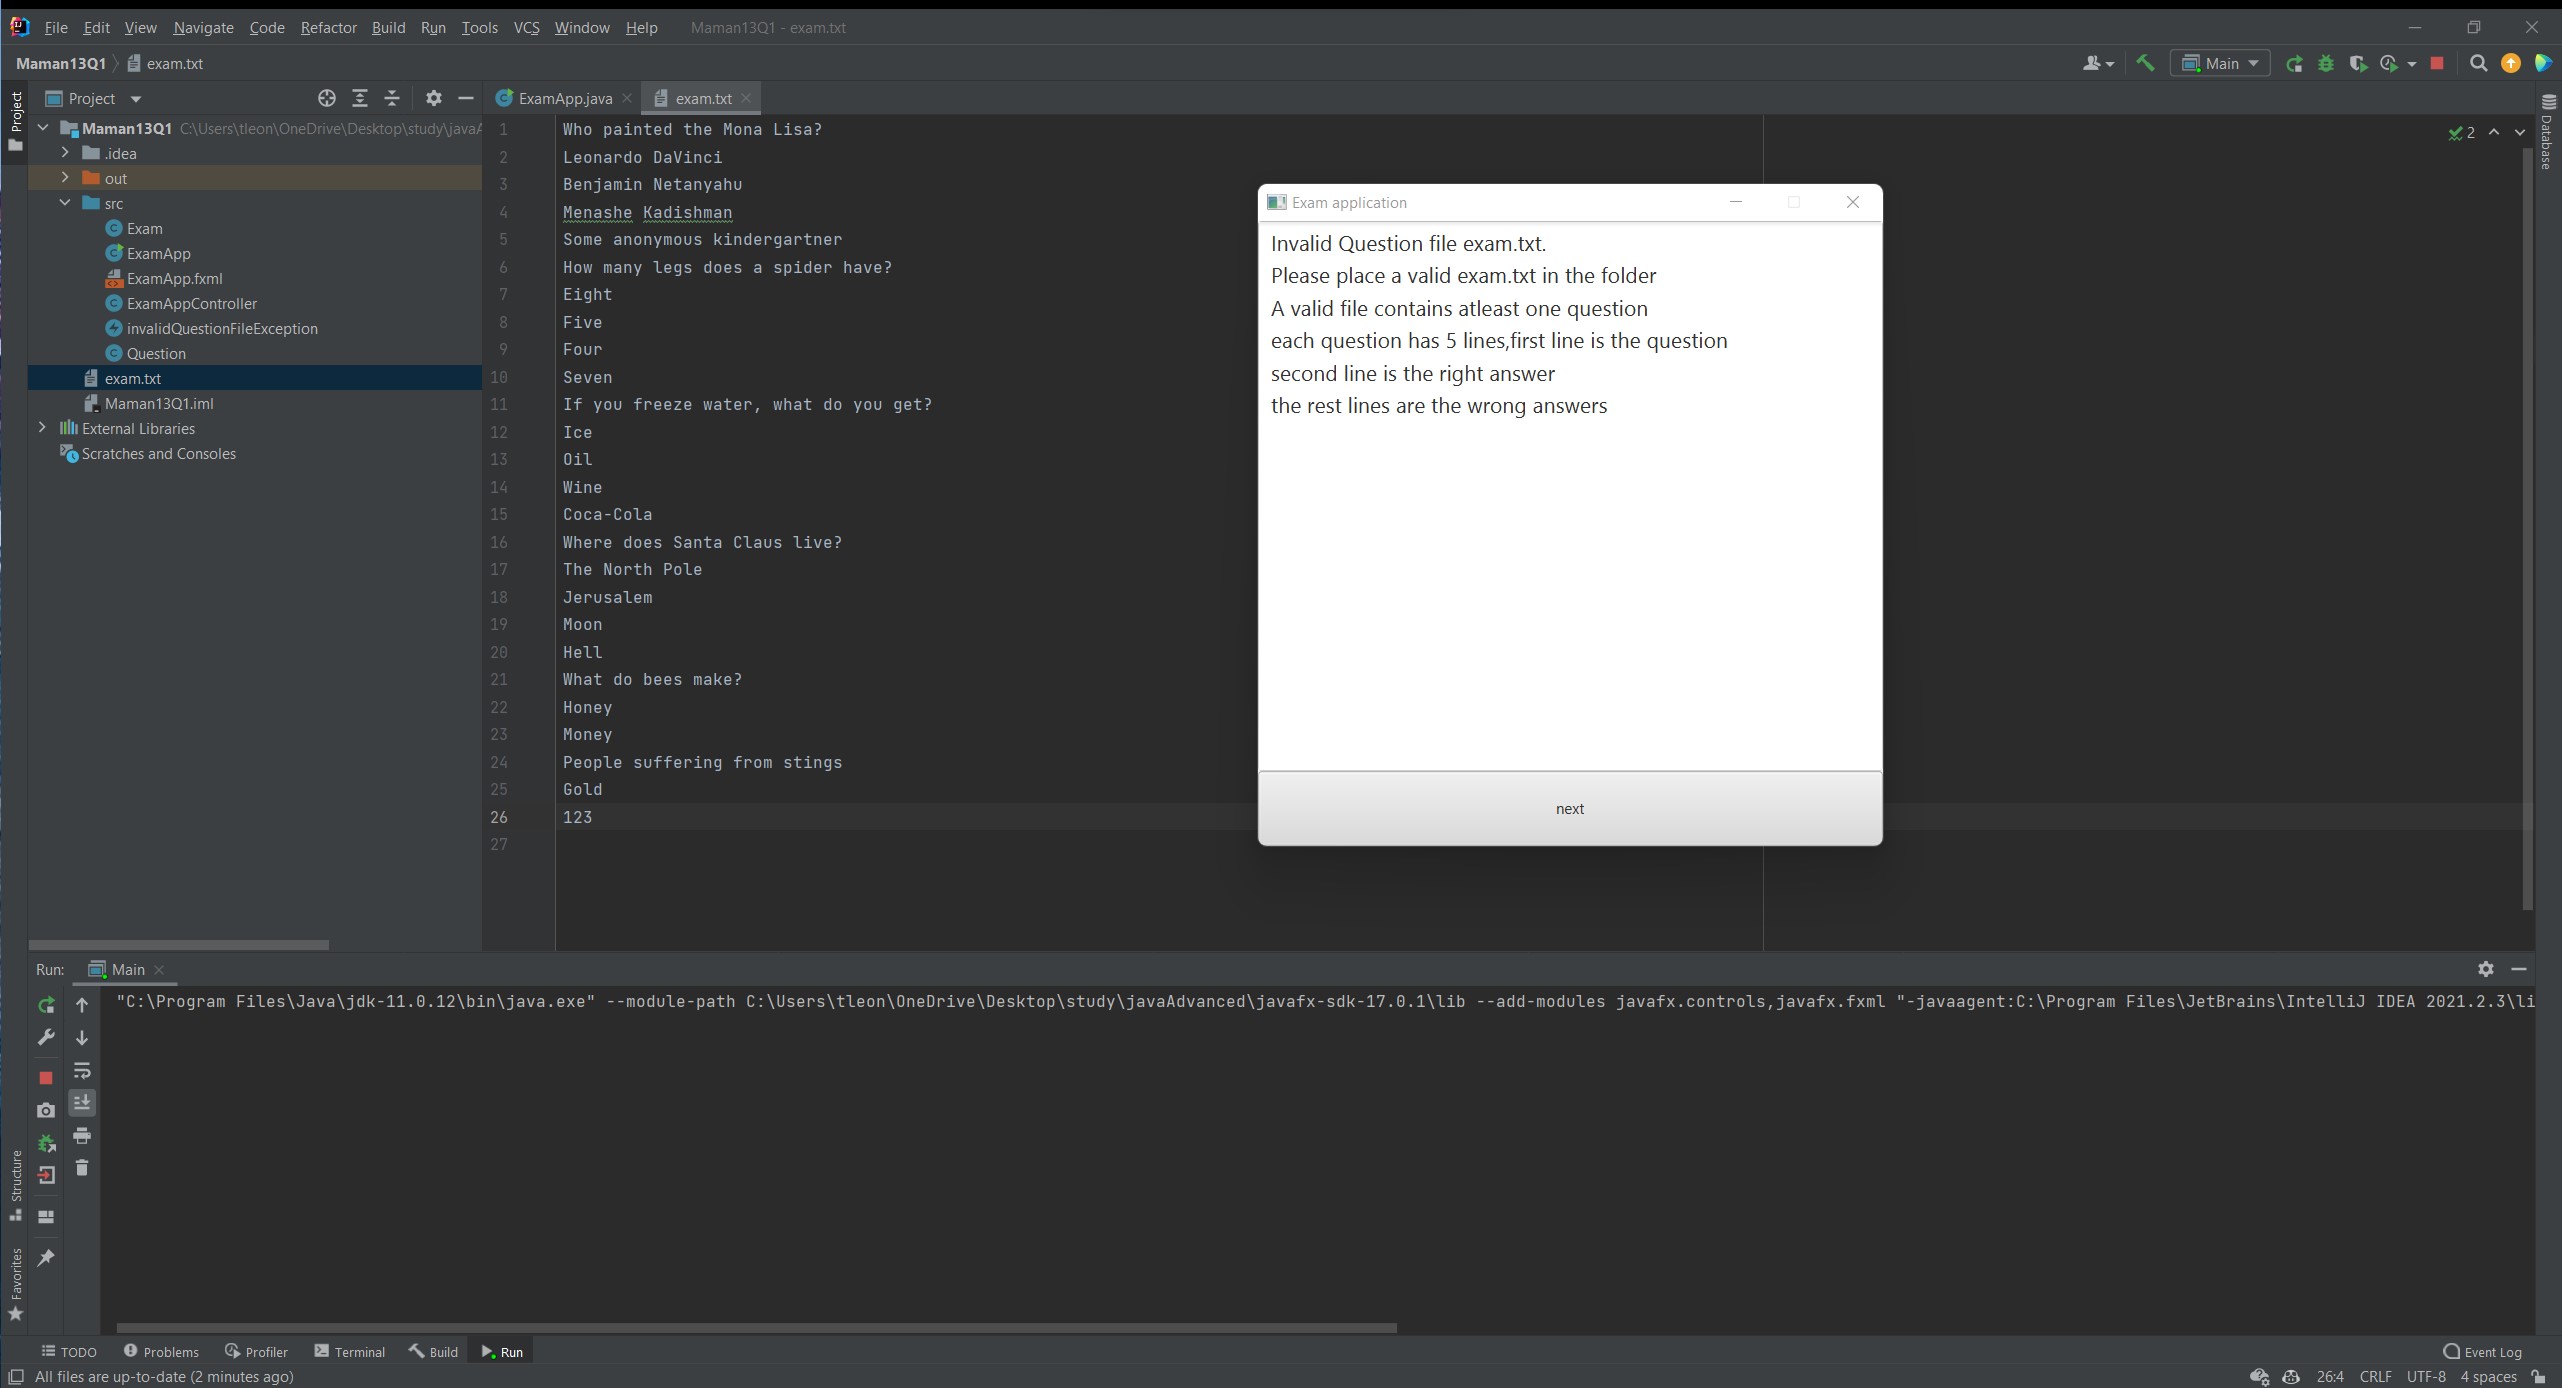 File Edit View Navigate Code Refactor Build Run Tools VCS Window Help Maman13Q1 - exam.txt
Maman13Q1 exam.txt Main
Project
Project
ExamApp.java exam.txt
Maman13Q1 C:\Users\tleon\OneDrive\Desktop\study\javaA
.idea
out
src
Exam
ExamApp
ExamApp.fxml
ExamAppController
invalidQuestionFileException
Question
exam.txt
Maman13Q1.iml
External Libraries
Scratches and Consoles
1 Who painted the Mona Lisa?
2 Leonardo DaVinci
3 Benjamin Netanyahu
4 Menashe Kadishman
5 Some anonymous kindergartner
6 How many legs does a spider have?
7 Eight
8 Five
9 Four
10 Seven
11 If you freeze water, what do you get?
12 Ice
13 Oil
14 Wine
15 Coca-Cola
16 Where does Santa Claus live?
17 The North Pole
18 Jerusalem
19 Moon
20 Hell
21 What do bees make?
22 Honey
23 Money
24 People suffering from stings
25 Gold
26 123
27
2
Database
Exam application
Invalid Question file exam.txt.
Please place a valid exam.txt in the folder
A valid file contains atleast one question
each question has 5 lines,first line is the question
second line is the right answer
the rest lines are the wrong answers
next
Run: Main
"C:\Program Files\Java\jdk-11.0.12\bin\java.exe" --module-path C:\Users\tleon\OneDrive\Desktop\study\javaAdvanced\javafx-sdk-17.0.1\lib --add-modules javafx.controls,javafx.fxml "-javaagent:C:\Program Files\JetBrains\IntelliJ IDEA 2021.2.3\li
Structure
Favorites
TODO Problems Profiler Terminal Build Run Event Log
All files are up-to-date (2 minutes ago) 26:4 CRLF UTF-8 4 spaces